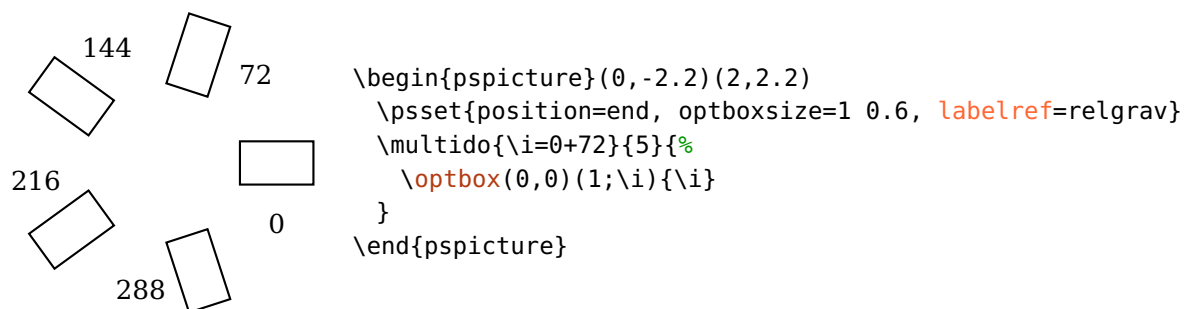 144
72
216
0
288
\begin{pspicture}(0,-2.2)(2,2.2)
  \psset{position=end, optboxsize=1 0.6, labelref=relgrav}
  \multido{\i=0+72}{5}{%
    \optbox(0,0)(1;\i){\i}
  }
\end{pspicture}